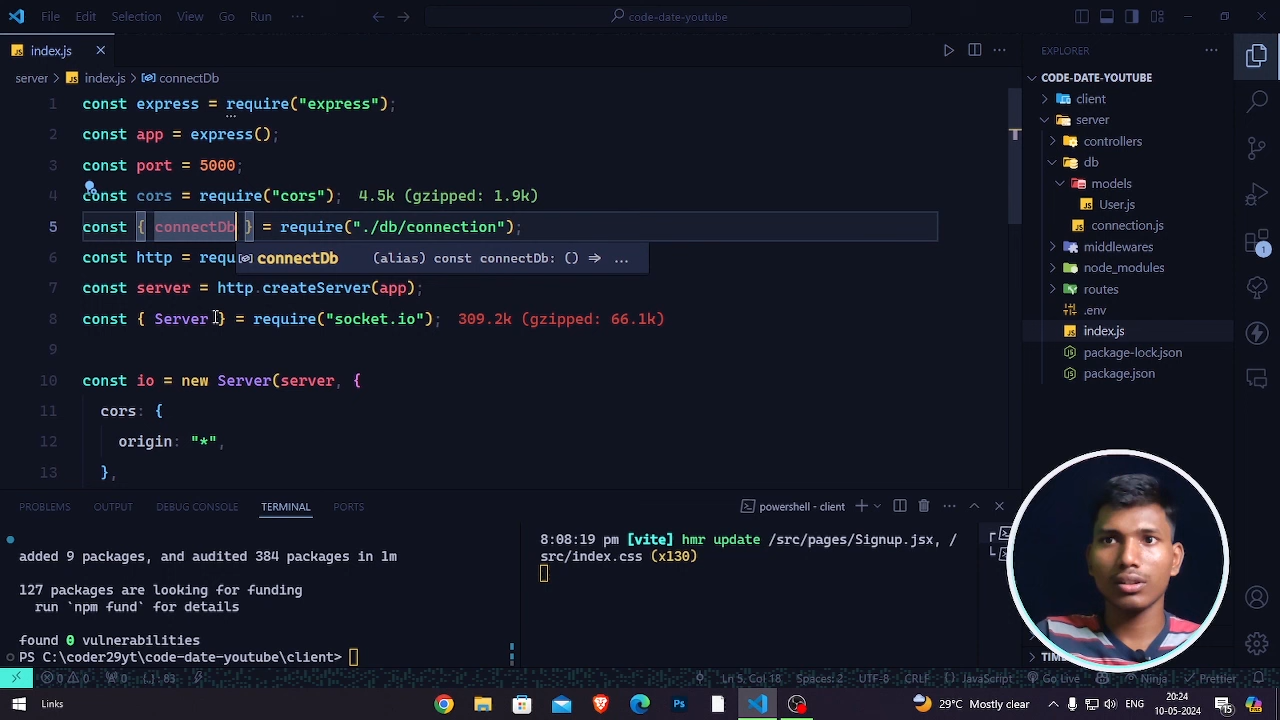 File Edit Selection View Go Run ···
code-date-youtube
index.js
EXPLORER
server > index.js > connectDb
CODE-DATE-YOUTUBE
1 const express = require("express");
2 const app = express();
3 const port = 5000;
4 const cors = require("cors"); 4.5k (gzipped: 1.9k)
5 const { connectDb } = require("./db/connection");
6 const http = requ
connectDb (alias) const connectDb: () => ...
7 const server = http.createServer(app);
8 const { Server } = require("socket.io"); 309.2k (gzipped: 66.1k)
9
10 const io = new Server(server, {
11 cors: {
12 origin: "*",
13 },
client
server
controllers
db
models
User.js
connection.js
middlewares
node_modules
routes
.env
index.js
package-lock.json
package.json
1
PROBLEMS OUTPUT DEBUG CONSOLE TERMINAL PORTS
powershell - client
added 9 packages, and audited 384 packages in 1m
127 packages are looking for funding
run `npm fund` for details
found 0 vulnerabilities
PS C:\coder29yt\code-date-youtube\client>
8:08:19 pm [vite] hmr update /src/pages/Signup.jsx, /
src/index.css (x130)
0 0 0 {..}: 83 Ln 5, Col 18 Spaces: 2 UTF-8 CRLF JavaScript Go Live Ninja Prettier
Links
29°C Mostly clear
ENG
20:24
10-05-2024